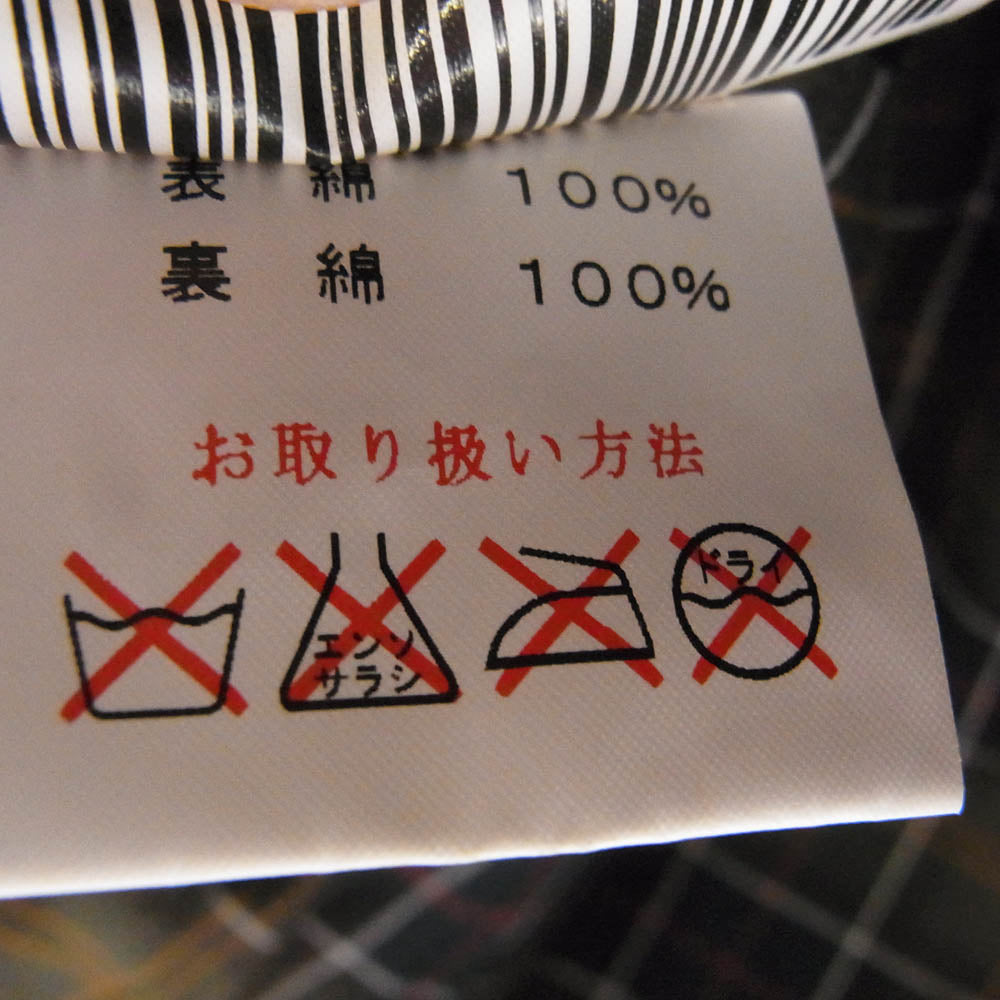 表 綿 100%
裏 綿 100%
お取り扱い方法
エンソ
サラシ
ドライ